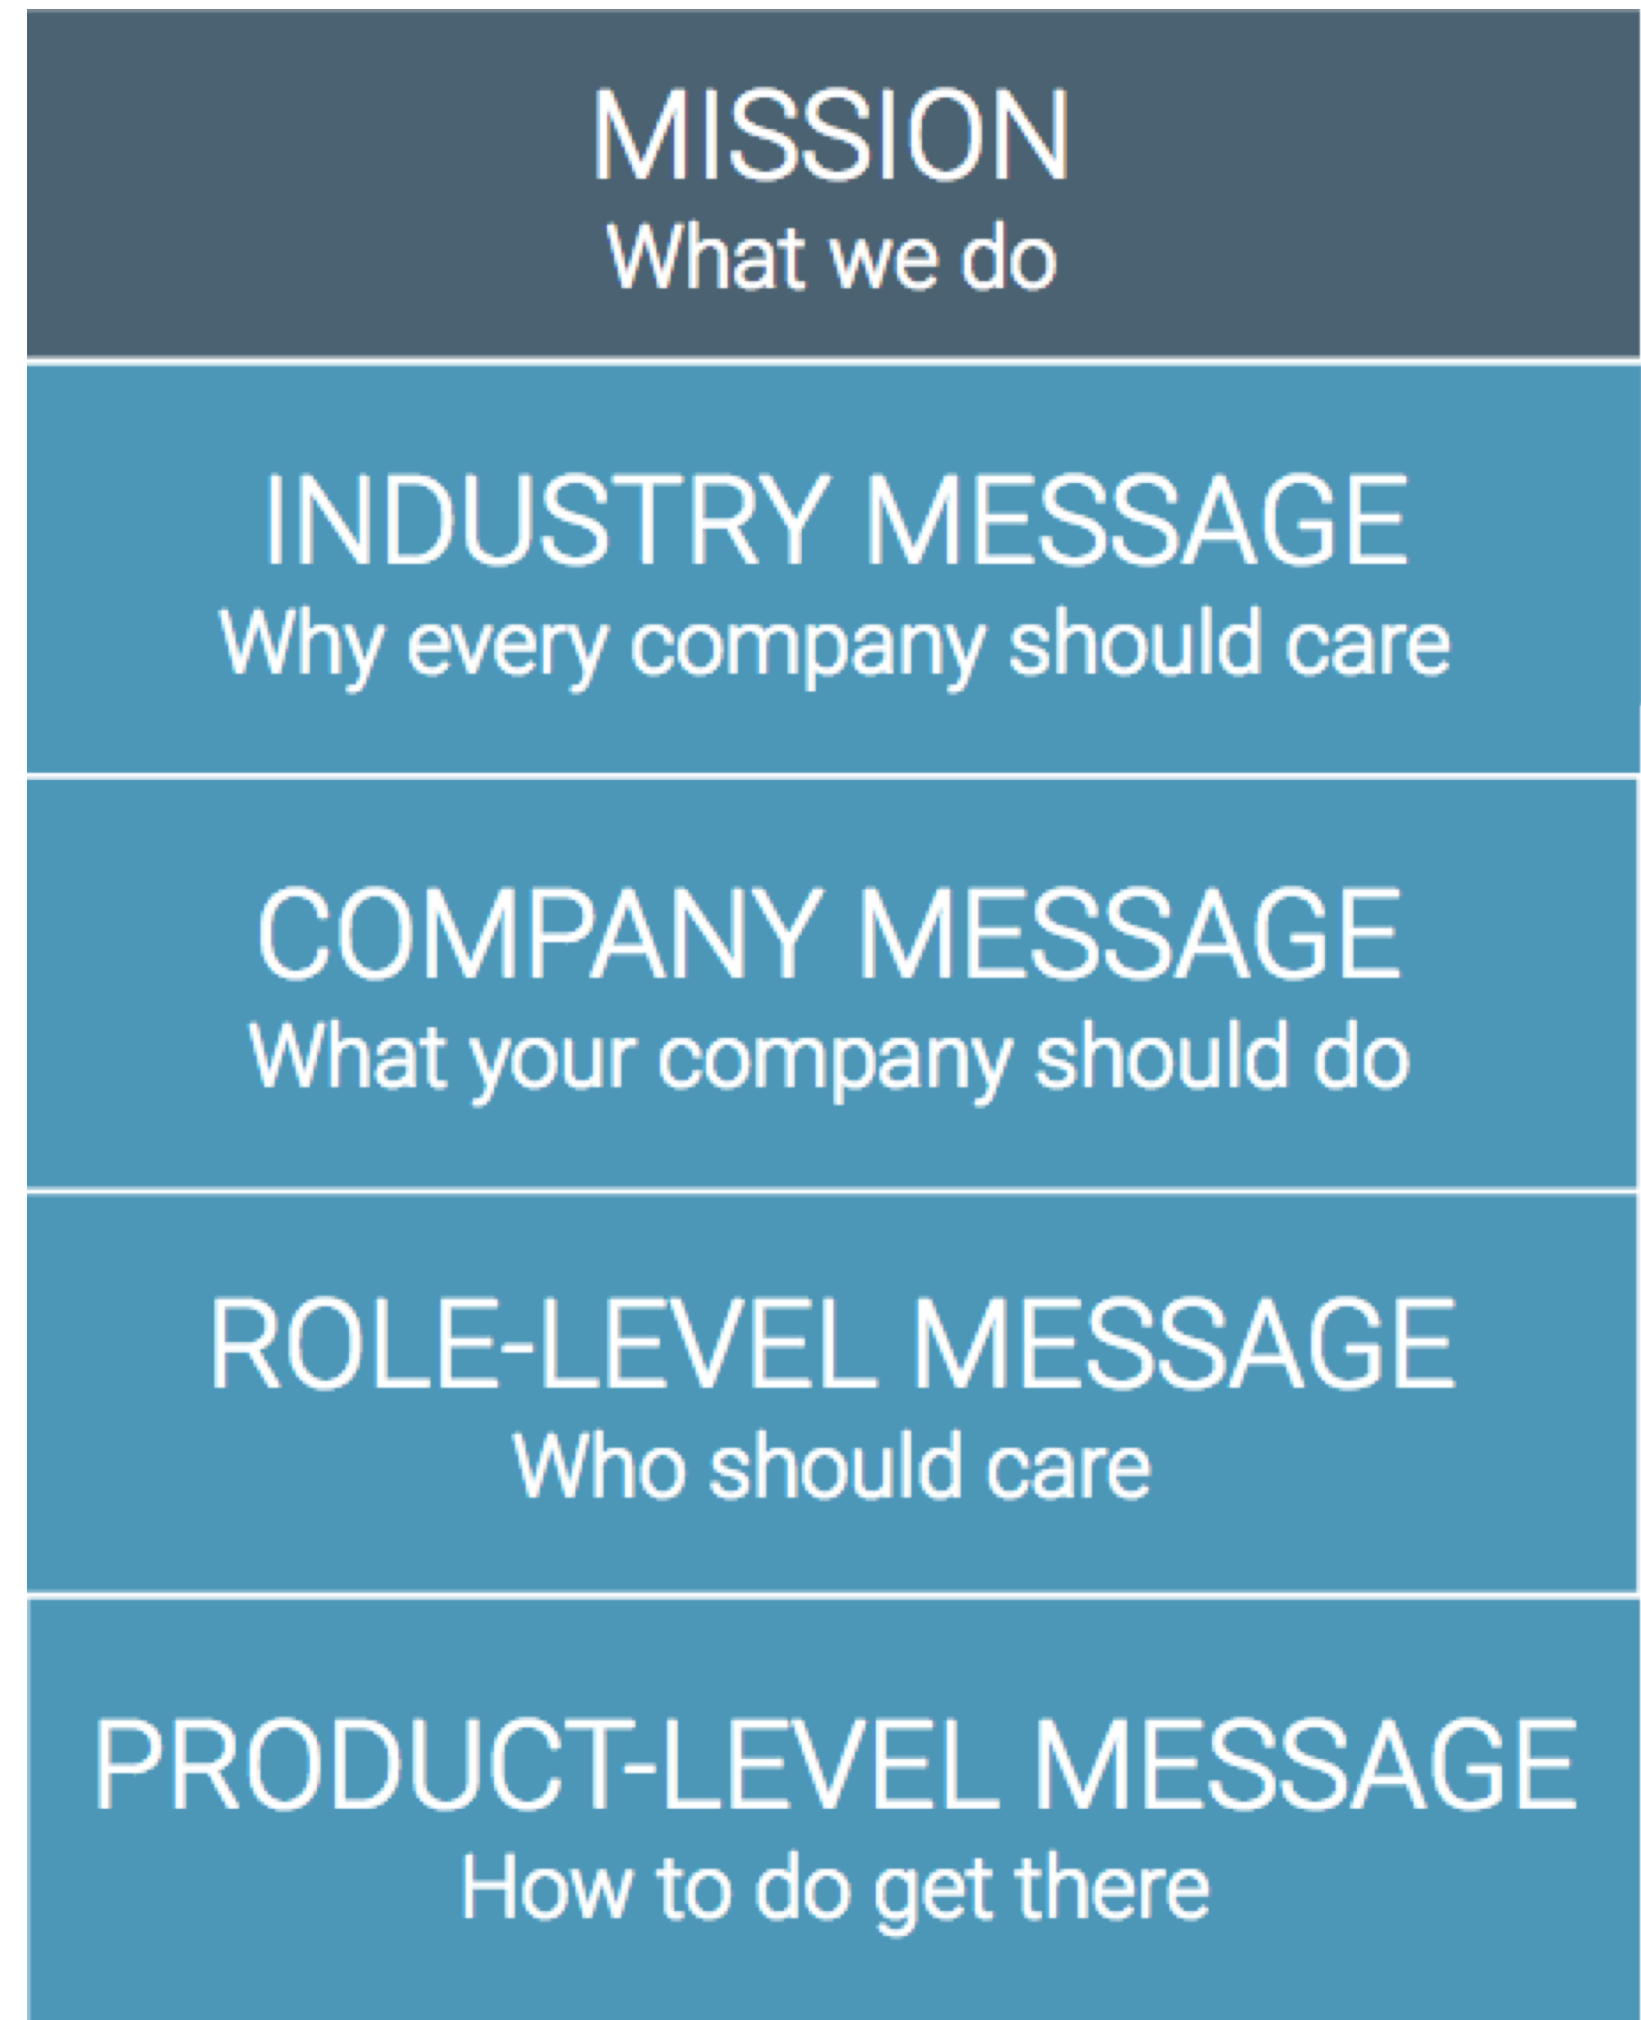 MISSION
What we do
INDUSTRY MESSAGE
Why every company should care
COMPANY MESSAGE
What your company should do
ROLE-LEVEL MESSAGE
Who should care
PRODUCT-LEVEL MESSAGE
How to do get there